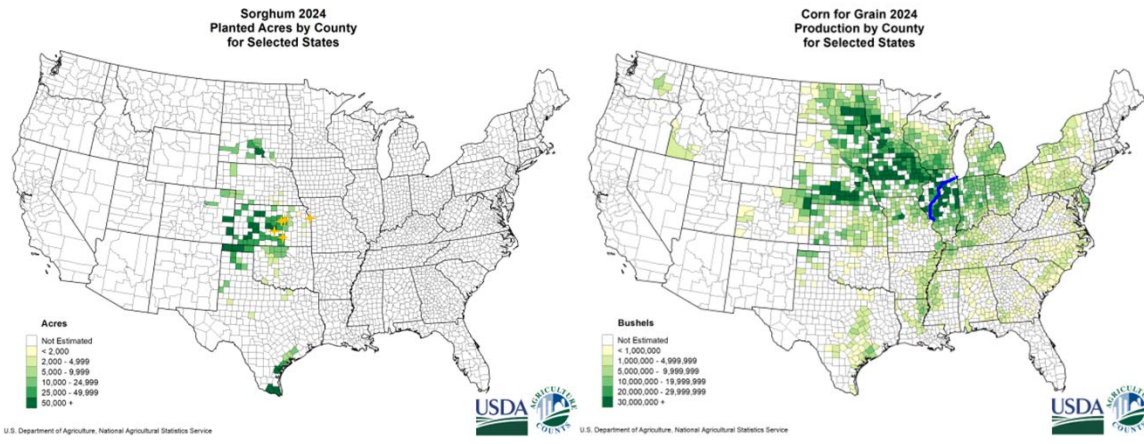 Sorghum 2024
Planted Acres by County
for Selected States
Acres
Not Estimated
< 2,000
2,000 - 4,999
5,000 - 9,999
10,000 - 24,999
25,000 - 49,999
50,000 +
USDA
AGRICULTURE
COUNTS
U.S. Department of Agriculture, National Agricultural Statistics Service
Corn for Grain 2024
Production by County
for Selected States
Bushels
Not Estimated
< 1,000,000
1,000,000 - 4,999,999
5,000,000 - 9,999,999
10,000,000 - 19,999,999
20,000,000 - 29,999,999
30,000,000 +
USDA
AGRICULTURE
COUNTS
U.S. Department of Agriculture, National Agricultural Statistics Service